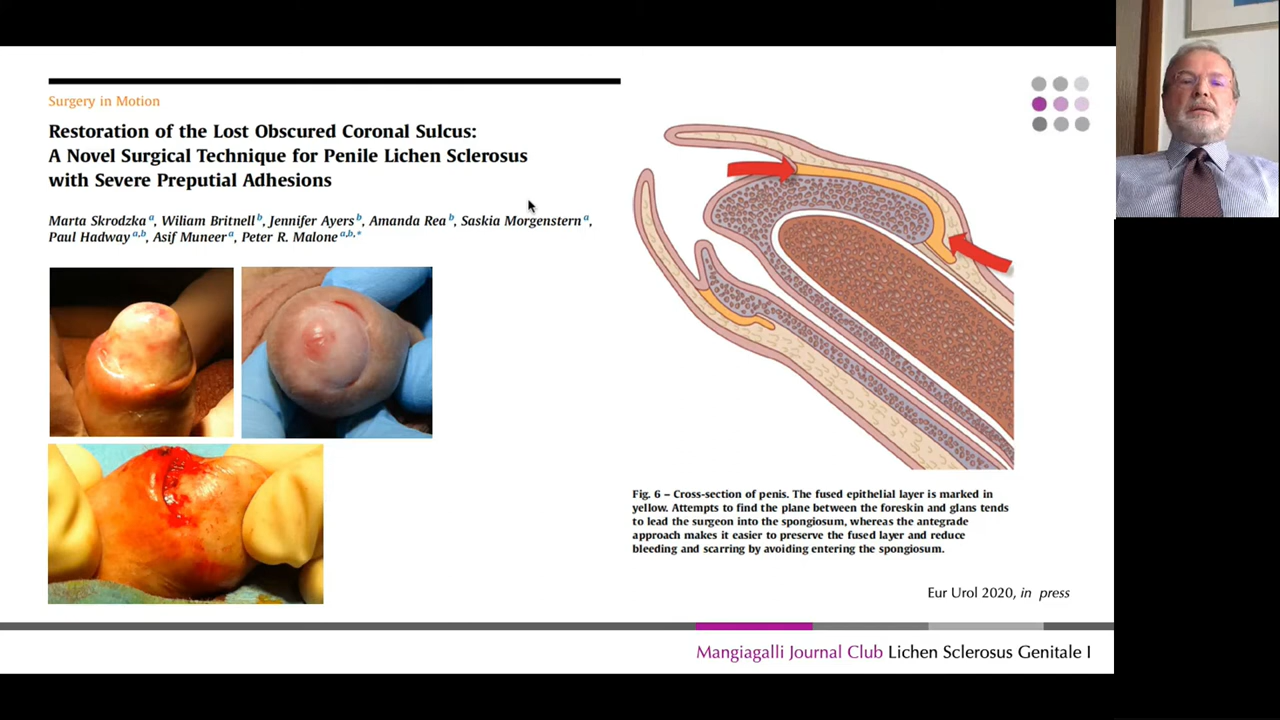 Surgery in Motion
Restoration of the Lost Obscured Coronal Sulcus:
A Novel Surgical Technique for Penile Lichen Sclerosus
with Severe Preputial Adhesions
Marta Skrodzka a, Wiliam Britnell b, Jennifer Ayers b, Amanda Rea b, Saskia Morgenstern a,
Paul Hadway a,b, Asif Muneer a, Peter R. Malone a,b,*
Fig. 6 – Cross-section of penis. The fused epithelial layer is marked in
yellow. Attempts to find the plane between the foreskin and glans tends
to lead the surgeon into the spongiosum, whereas the antegrade
approach makes it easier to preserve the fused layer and reduce
bleeding and scarring by avoiding entering the spongiosum.
Eur Urol 2020, in press
Mangiagalli Journal Club Lichen Sclerosus Genitale I